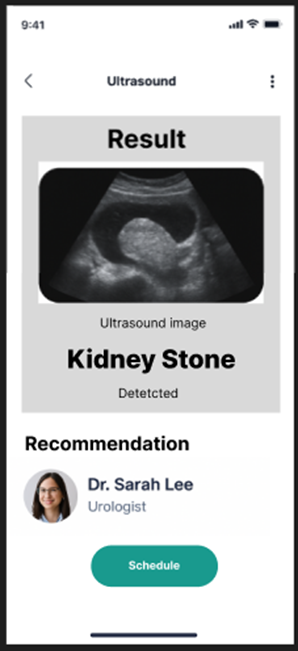 9:41
Ultrasound
Result
Ultrasound image
Kidney Stone
Detetcted
Recommendation
Dr. Sarah Lee
Urologist
Schedule